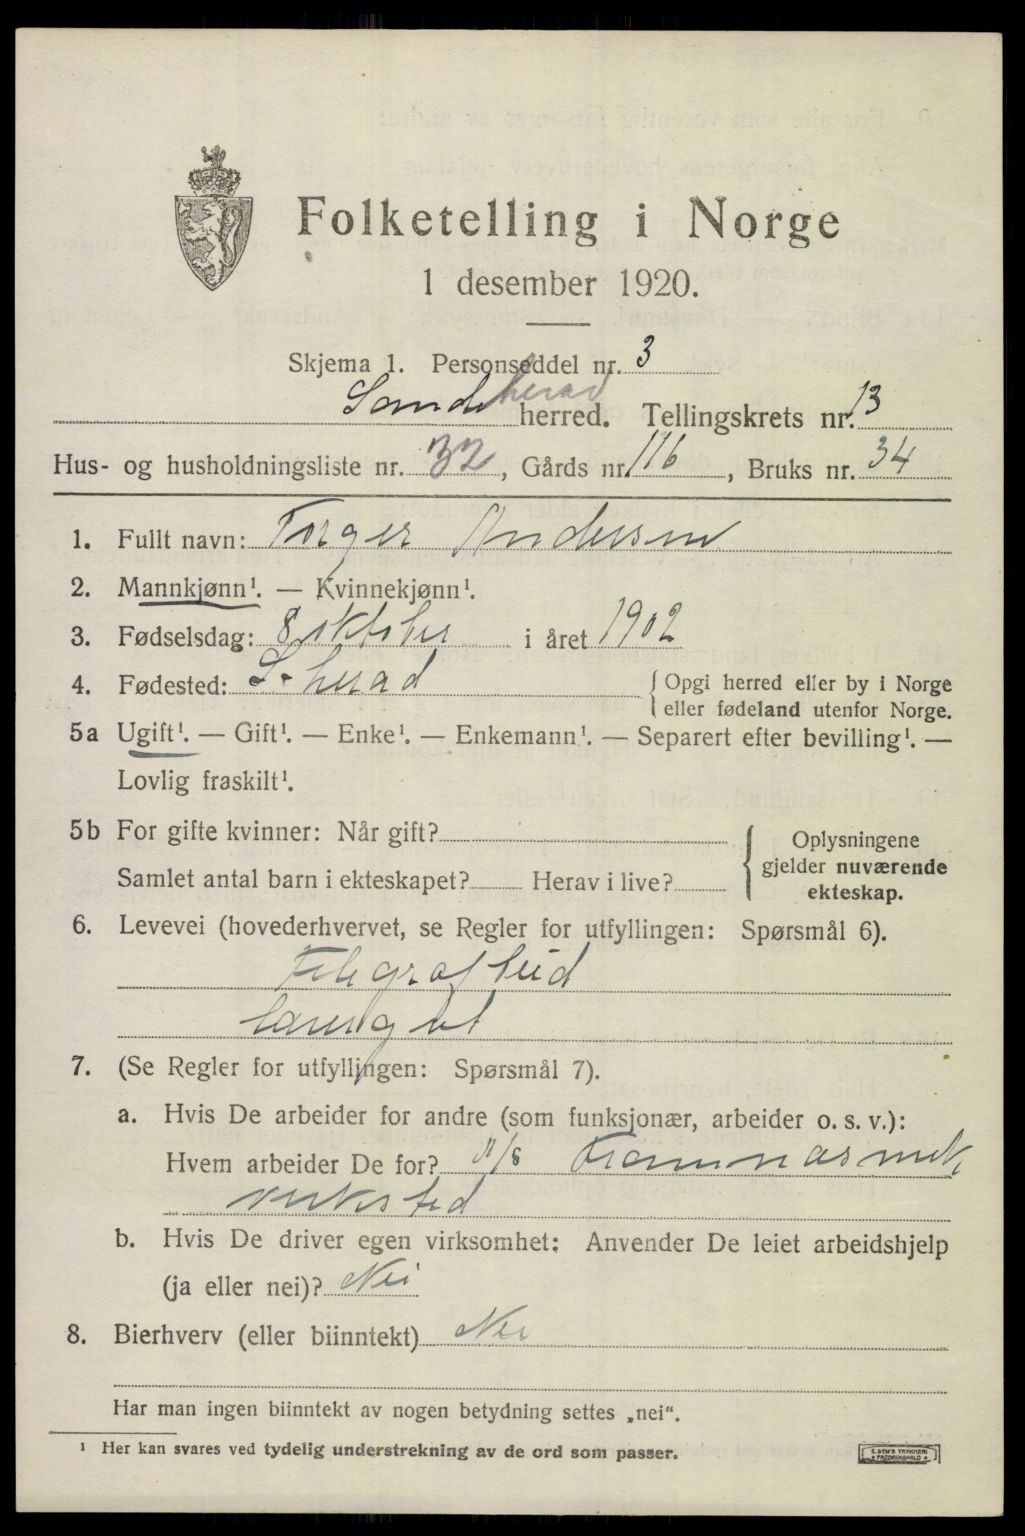 Folketelling i Norge
1 desember 1920.
Skjema 1. Personseddel nr. 3
Sandeherad herred. Tellingskrets nr. 13
Hus- og husholdningsliste nr. 32, Gårds nr. 116, Bruks nr. 34
1. Fullt navn: Torger Andersen
2. Mannkjønn¹. — Kvinnekjønn¹.
3. Fødselsdag: 8 oktober i året 1902
4. Fødested: S. herad { Opgi herred eller by i Norge
eller fødeland utenfor Norge.
5a Ugift¹. — Gift¹. — Enke¹. — Enkemann¹. — Separert efter bevilling¹. —
Lovlig fraskilt¹.
5b For gifte kvinner: Når gift? { Oplysningene
gjelder nuværende
Samlet antal barn i ekteskapet? Herav i live? ekteskap.
6. Levevei (hovederhvervet, se Regler for utfyllingen: Spørsmål 6).
7. (Se Regler for utfyllingen: Spørsmål 7).
a. Hvis De arbeider for andre (som funksjonær, arbeider o. s. v.):
Hvem arbeider De for? A/S Framnæs mek
verksted
b. Hvis De driver egen virksomhet: Anvender De leiet arbeidshjelp
(ja eller nei)? Nei
8. Bierhverv (eller biinntekt) Nei
Har man ingen biinntekt av nogen betydning settes „nei“.
¹ Her kan svares ved tydelig understrekning av de ord som passer.
E. SEM'S TRYKKERI
FREDRIKSHALD